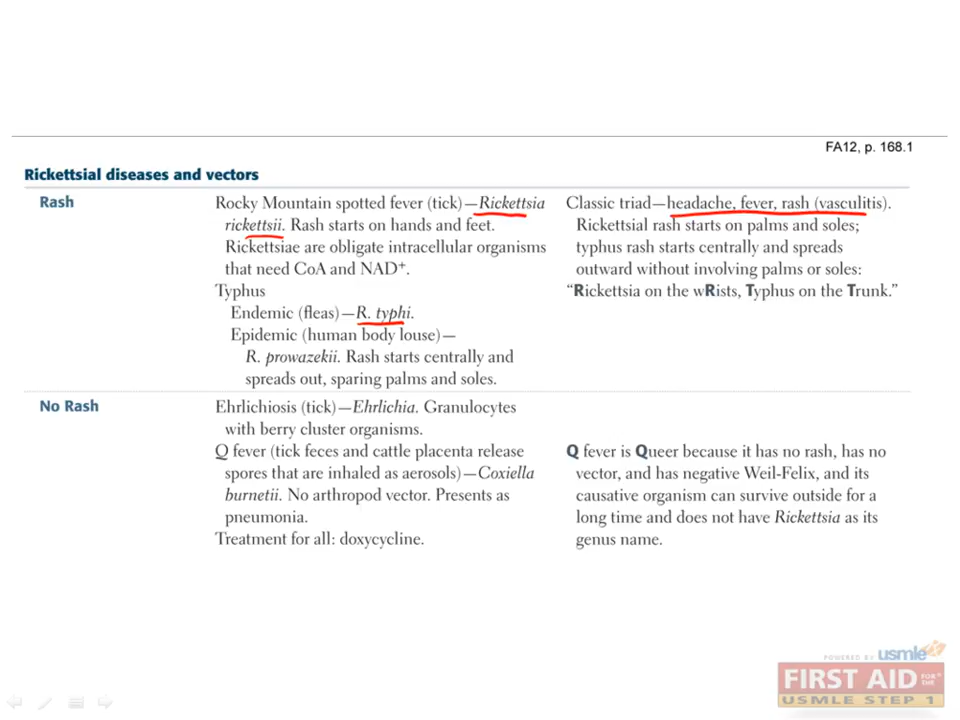 FA12, p. 168.1
Rickettsial diseases and vectors
Rash
Rocky Mountain spotted fever (tick)—Rickettsia
rickettsii. Rash starts on hands and feet.
Rickettsiae are obligate intracellular organisms
that need CoA and NAD⁺.
Typhus
Endemic (fleas)—R. typhi.
Epidemic (human body louse)—
R. prowazekii. Rash starts centrally and
spreads out, sparing palms and soles.
Classic triad—headache, fever, rash (vasculitis).
Rickettsial rash starts on palms and soles;
typhus rash starts centrally and spreads
outward without involving palms or soles:
“Rickettsia on the wRists, Typhus on the Trunk.”
No Rash
Ehrlichiosis (tick)—Ehrlichia. Granulocytes
with berry cluster organisms.
Q fever (tick feces and cattle placenta release
spores that are inhaled as aerosols)—Coxiella
burnetii. No arthropod vector. Presents as
pneumonia.
Treatment for all: doxycycline.
Q fever is Queer because it has no rash, has no
vector, and has negative Weil-Felix, and its
causative organism can survive outside for a
long time and does not have Rickettsia as its
genus name.
POWERED BY usmle
FIRST AID FOR THE
USMLE STEP 1